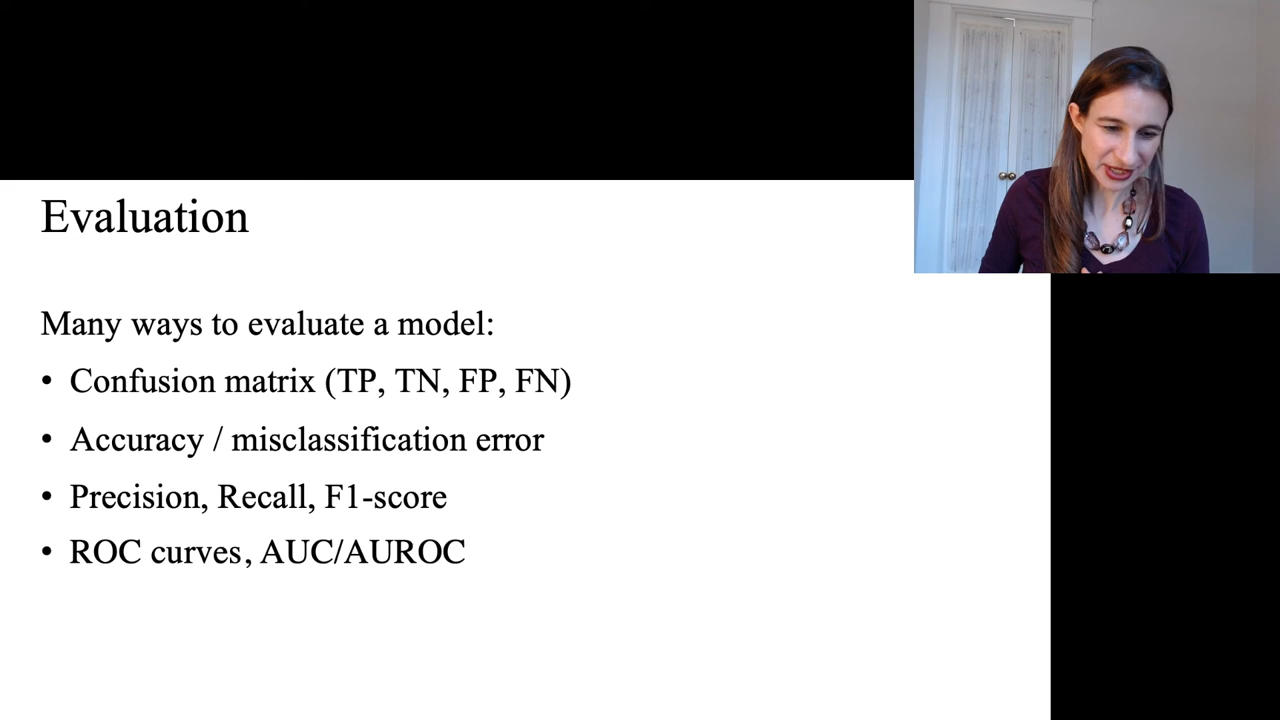 Evaluation
Many ways to evaluate a model:
• Confusion matrix (TP, TN, FP, FN)
• Accuracy / misclassification error
• Precision, Recall, F1-score
• ROC curves, AUC/AUROC